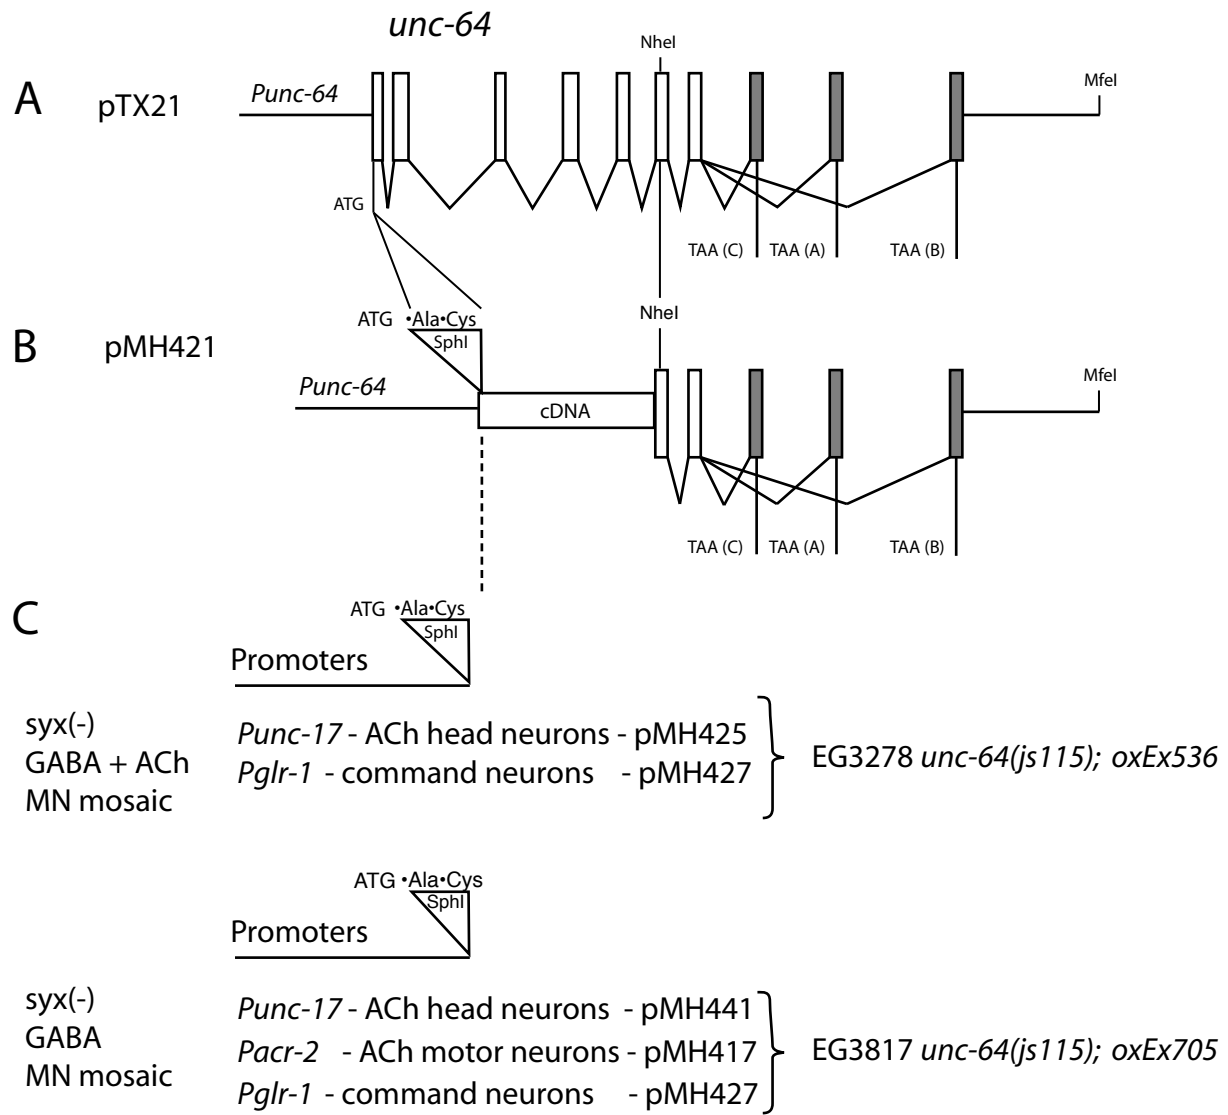 unc-64
NheI
A
pTX21
Punc-64
MfeI
ATG
TAA (C)
TAA (A)
TAA (B)
ATG •Ala•Cys
SphI
NheI
B
pMH421
Punc-64
cDNA
MfeI
TAA (C)
TAA (A)
TAA (B)
C
ATG •Ala•Cys
SphI
Promoters
syx(-)
GABA + ACh
MN mosaic
Punc-17 - ACh head neurons - pMH425
Pglr-1 - command neurons - pMH427
EG3278 unc-64(js115); oxEx536
ATG •Ala•Cys
SphI
Promoters
syx(-)
GABA
MN mosaic
Punc-17 - ACh head neurons - pMH441
Pacr-2 - ACh motor neurons - pMH417
Pglr-1 - command neurons - pMH427
EG3817 unc-64(js115); oxEx705